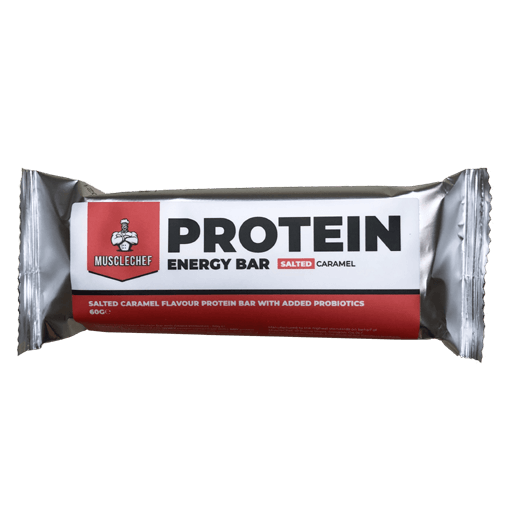 MUSCLECHEF
PROTEIN
ENERGY BAR SALTED CARAMEL
SALTED CARAMEL FLAVOUR PROTEIN BAR WITH ADDED PROBIOTICS
60G℮